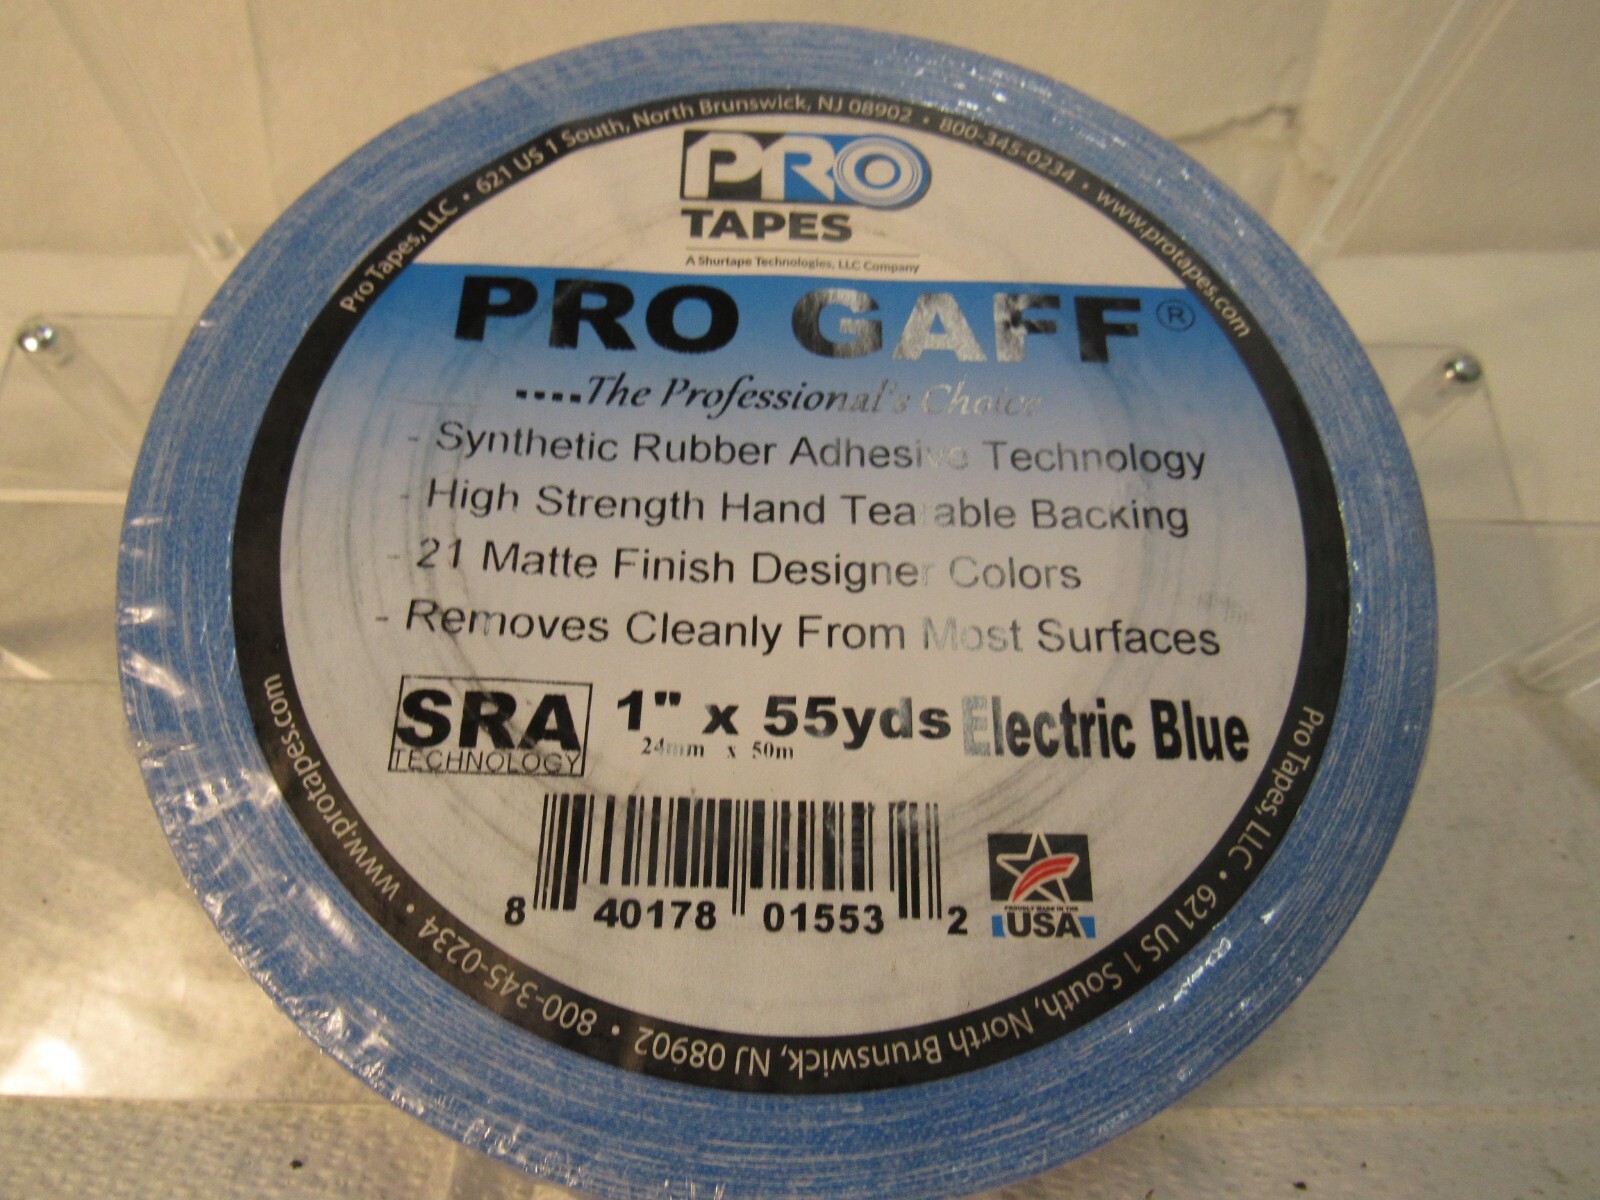 Pro Tapes, LLC • 621 US 1 South, North Brunswick, NJ 08902 • 800-345-0234 • www.protapes.com
PRO
TAPES
A Shurtape Technologies, LLC Company
PRO GAFF®
....The Professional's Choice
- Synthetic Rubber Adhesive Technology
- High Strength Hand Tearable Backing
- 21 Matte Finish Designer Colors
- Removes Cleanly From Most Surfaces
SRA
TECHNOLOGY
1" x 55yds Electric Blue
24mm x 50m
8 40178 01553 2
PROUDLY MADE IN THE
USA
Pro Tapes, LLC • 621 US 1 South, North Brunswick, NJ 08902 • 800-345-0234 • www.protapes.com